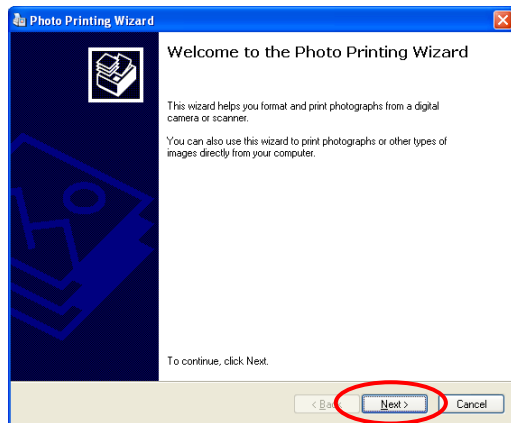 Photo Printing Wizard
Welcome to the Photo Printing Wizard
This wizard helps you format and print photographs from a digital
camera or scanner.
You can also use this wizard to print photographs or other types of
images directly from your computer.
To continue, click Next.
< Ba
Next >
Cancel